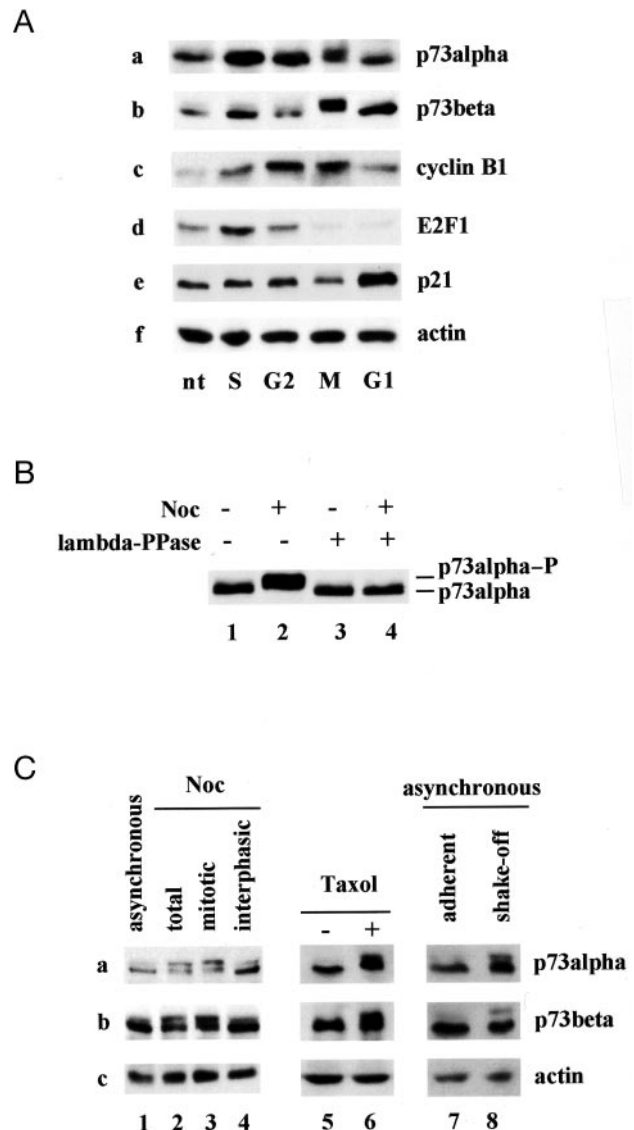 A
a p73alpha
b p73beta
c cyclin B1
d E2F1
e p21
f actin
nt S G2 M G1
B
Noc - + - +
lambda-PPase - - + +
p73alpha-P
p73alpha
1 2 3 4
C
Noc
asynchronous
asynchronous total mitotic interphasic
Taxol
adherent shake-off
- +
a p73alpha
b p73beta
c actin
1 2 3 4 5 6 7 8